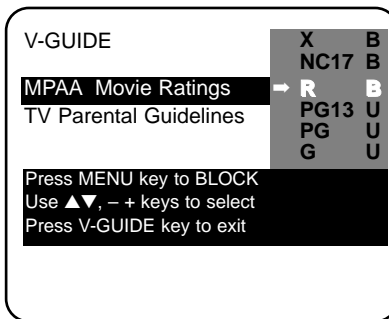 V-GUIDE
X B
NC17 B
MPAA Movie Ratings ➡ R B
TV Parental Guidelines PG13 U
PG U
G U
Press MENU key to BLOCK
Use ▲▼, – + keys to select
Press V-GUIDE key to exit